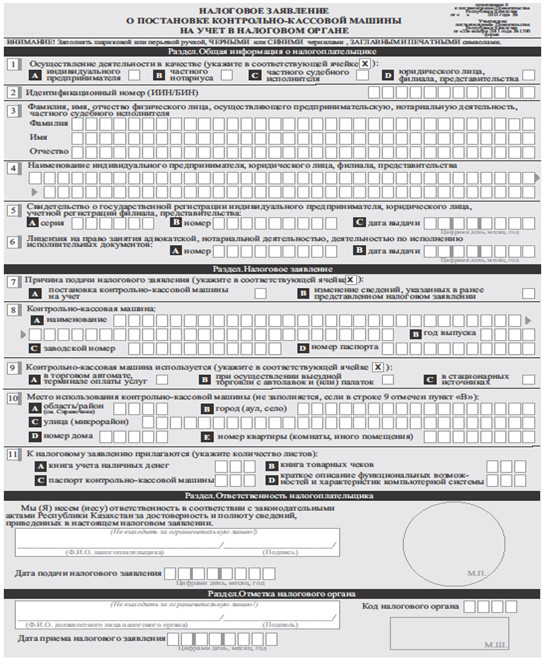 НАЛОГОВОЕ ЗАЯВЛЕНИЕ
О ПОСТАНОВКЕ КОНТРОЛЬНО-КАССОВОЙ МАШИНЫ
НА УЧЕТ В НАЛОГОВОМ ОРГАНЕ
ВНИМАНИЕ! Заполнять шариковой или перьевой ручкой, ЧЕРНЫМИ или СИНИМИ чернилами , ЗАГЛАВНЫМИ ПЕЧАТНЫМИ символами.
Раздел.Общая информация о налогоплательщике
1 Осуществление деятельности в качестве (укажите в соответствующей ячейке X ):
A индивидуального предпринимателя B частного нотариуса C частного судебного исполнителя D юридического лица, филиала, представительства
2 Идентификационный номер (ИИН/БИН)
3 Фамилия, имя, отчество физического лица, осуществляющего предпринимательскую, нотариальную деятельность,
частного судебного исполнителя
Фамилия
Имя
Отчество
4 Наименование индивидуального предпринимателя, юридического лица, филиала, представительства
5 Свидетельство о государственной регистрации индивидуального предпринимателя, юридического лица,
учетной регистрации филиала, представительства:
A серия B номер C дата выдачи
Цифрами день, месяц, год
6 Лицензия на право занятия адвокатской, нотариальной деятельностью, деятельностью по исполнению
исполнительных документов: A номер B дата выдачи
Цифрами день, месяц, год
Раздел.Налоговое заявление
7 Причина подачи налогового заявления (укажите в соответствующей ячейке X ):
A постановка контрольно-кассовой машины на учет B изменение сведений, указанных в ранее представленном налоговом заявлении
8 Контрольно-кассовая машина:
A наименование
B год выпуска
C заводской номер D номер паспорта
9 Контрольно-кассовая машина используется (укажите в соответствующей ячейке X ):
A в торговом автомате, терминале оплаты услуг B при осуществлении выездной торговли с автолавок и (или) палаток C в стационарных источниках
10 Место использования контрольно-кассовой машины (не заполняется, если в строке 9 отмечен пункт «В»):
A область/район B город (аул, село)
(см. Справочник)
C улица (микрорайон)
D номер дома E номер квартиры (комнаты, иного помещения)
11 К налоговому заявлению прилагаются (укажите количество листов):
A книга учета наличных денег B книга товарных чеков
C паспорт контрольно-кассовой машины D краткое описание функциональных возмож-
ностей и характеристик компьютерной системы
Раздел.Ответственность налогоплательщика
Мы (Я) несем (несу) ответственность в соответствии с законодательными
актами Республики Казахстан за достоверность и полноту сведений,
приведенных в настоящем налоговом заявлении.
(Не выходить за ограничительную линию!)
/ /
(Ф.И.О. налогоплательщика) (Подпись)
Дата подачи налогового заявления
Цифрами день, месяц, год
М.П.
Раздел.Отметка налогового органа
(Не выходить за ограничительную линию!)
/ /
(Ф.И.О. должностного лица налогового органа) (Подпись)
Код налогового органа
Дата приема налогового заявления
Цифрами день, месяц, год
М.Ш.